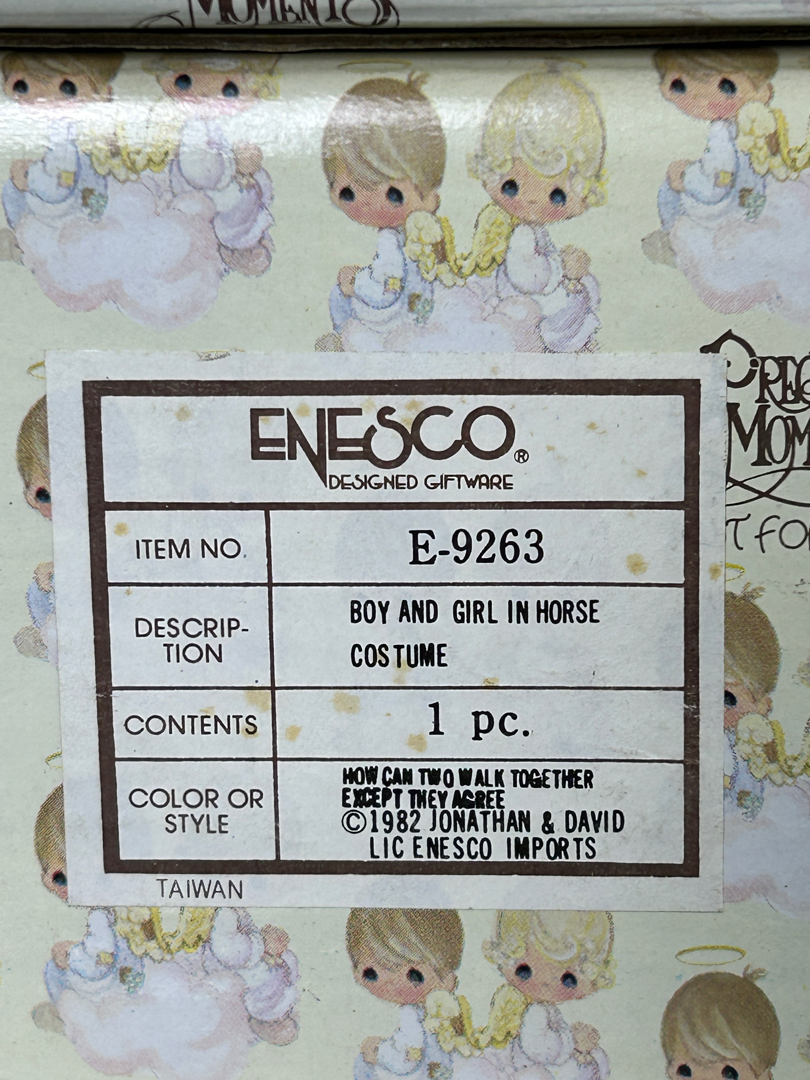 MOMENTS
ENESCO®
DESIGNED GIFTWARE
ITEM NO. E-9263
DESCRIP-
TION
BOY AND GIRL IN HORSE
COSTUME
CONTENTS 1 pc.
COLOR OR
STYLE
HOW CAN TWO WALK TOGETHER
EXCEPT THEY AGREE
©1982 JONATHAN & DAVID
LIC ENESCO IMPORTS
TAIWAN